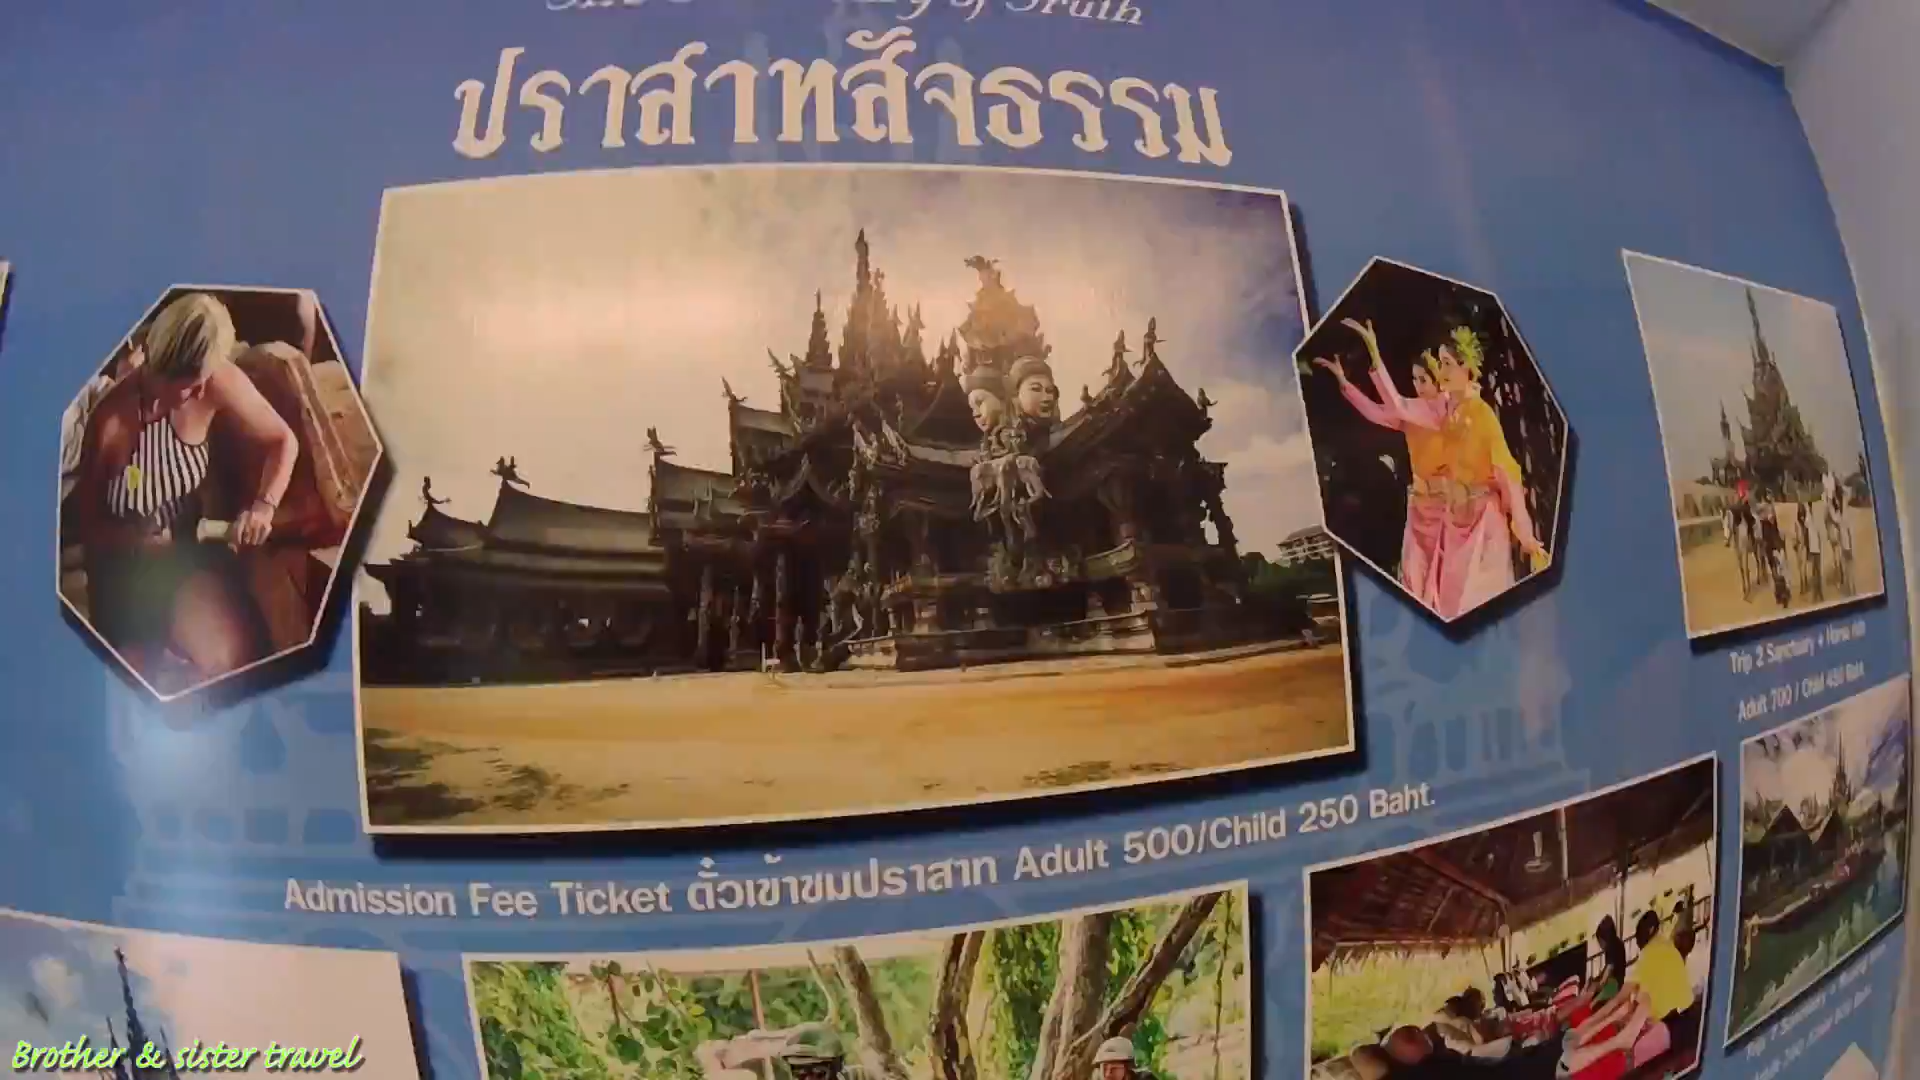 of Truth
ปราสาทสัจธรรม
Admission Fee Ticket ตั๋วเข้าชมปราสาท Adult 500/Child 250 Baht.
Trip 2 Sanctuary + Horse ride
Adult 700 / Child 450 Baht.
Brother & sister travel